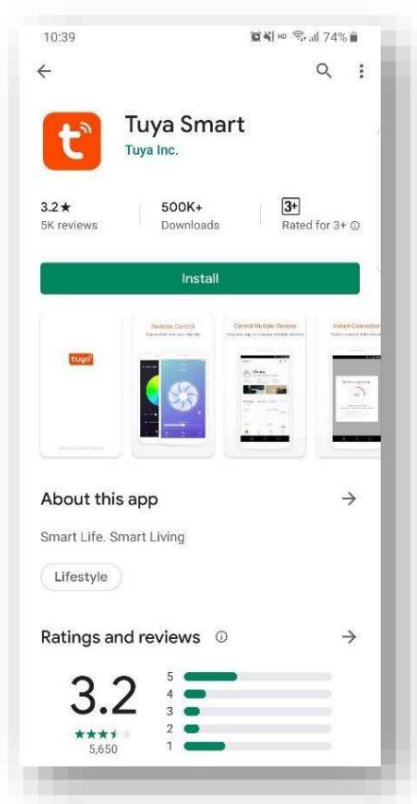 10:39 HD 74%
Tuya Smart
Tuya Inc.
3.2★ 500K+ 3+
5K reviews Downloads Rated for 3+
Install
Remote Control
Control Multiple Devices
Instant Connection
tuya
About this app
Smart Life. Smart Living
Lifestyle
Ratings and reviews
3.2
5
4
3
2
1
5,650